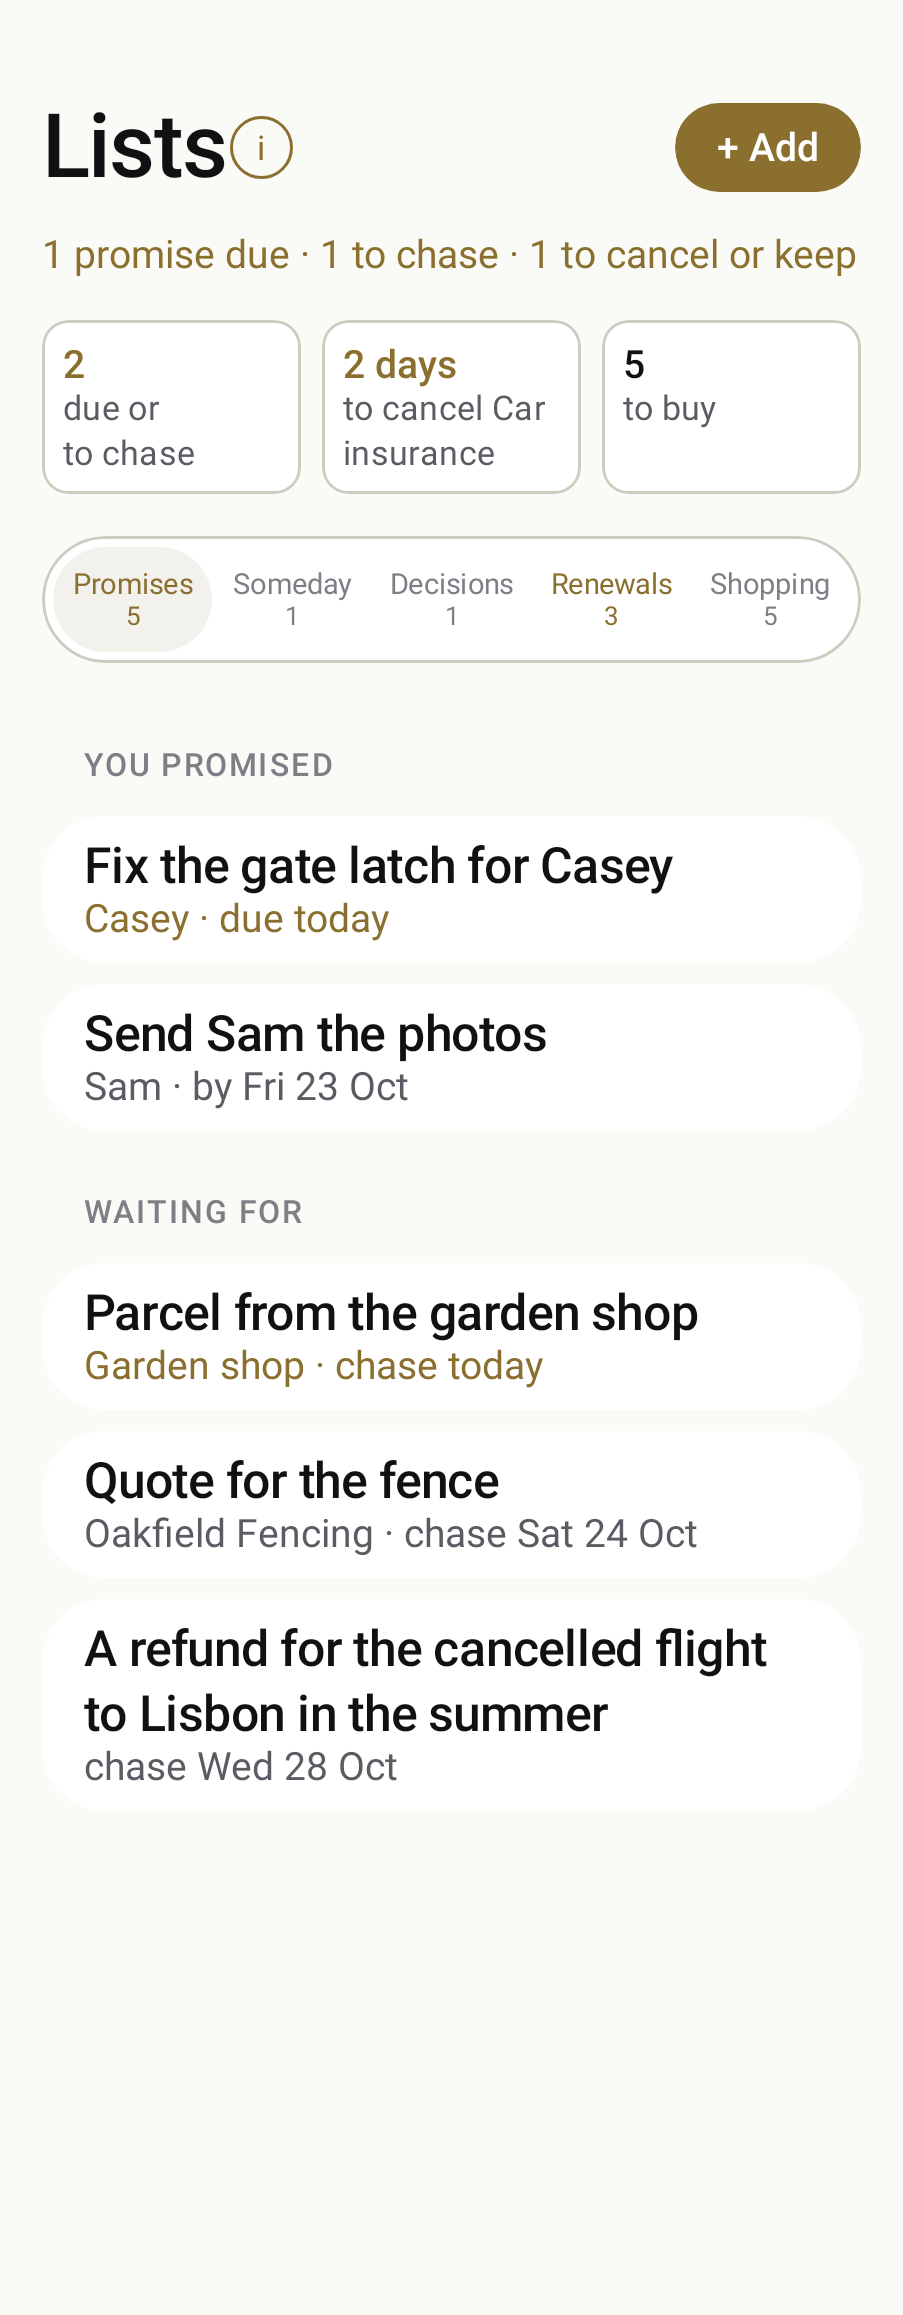 Lists i
+ Add
1 promise due · 1 to chase · 1 to cancel or keep
2
due or
to chase
2 days
to cancel Car
insurance
5
to buy
Promises
5
Someday
1
Decisions
1
Renewals
3
Shopping
5
YOU PROMISED
Fix the gate latch for Casey
Casey · due today
Send Sam the photos
Sam · by Fri 23 Oct
WAITING FOR
Parcel from the garden shop
Garden shop · chase today
Quote for the fence
Oakfield Fencing · chase Sat 24 Oct
A refund for the cancelled flight
to Lisbon in the summer
chase Wed 28 Oct